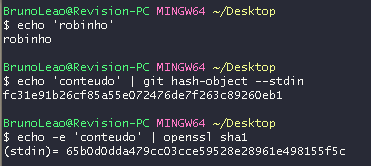 BrunoLeao@Revision-PC MINGW64 ~/Desktop
$ echo 'robinho'
robinho
BrunoLeao@Revision-PC MINGW64 ~/Desktop
$ echo 'conteudo' | git hash-object --stdin
fc31e91b26cf85a55e072476de7f263c89260eb1
BrunoLeao@Revision-PC MINGW64 ~/Desktop
$ echo -e 'conteudo' | openssl sha1
(stdin)= 65b0d0dda479cc03cce59528e28961e498155f5c